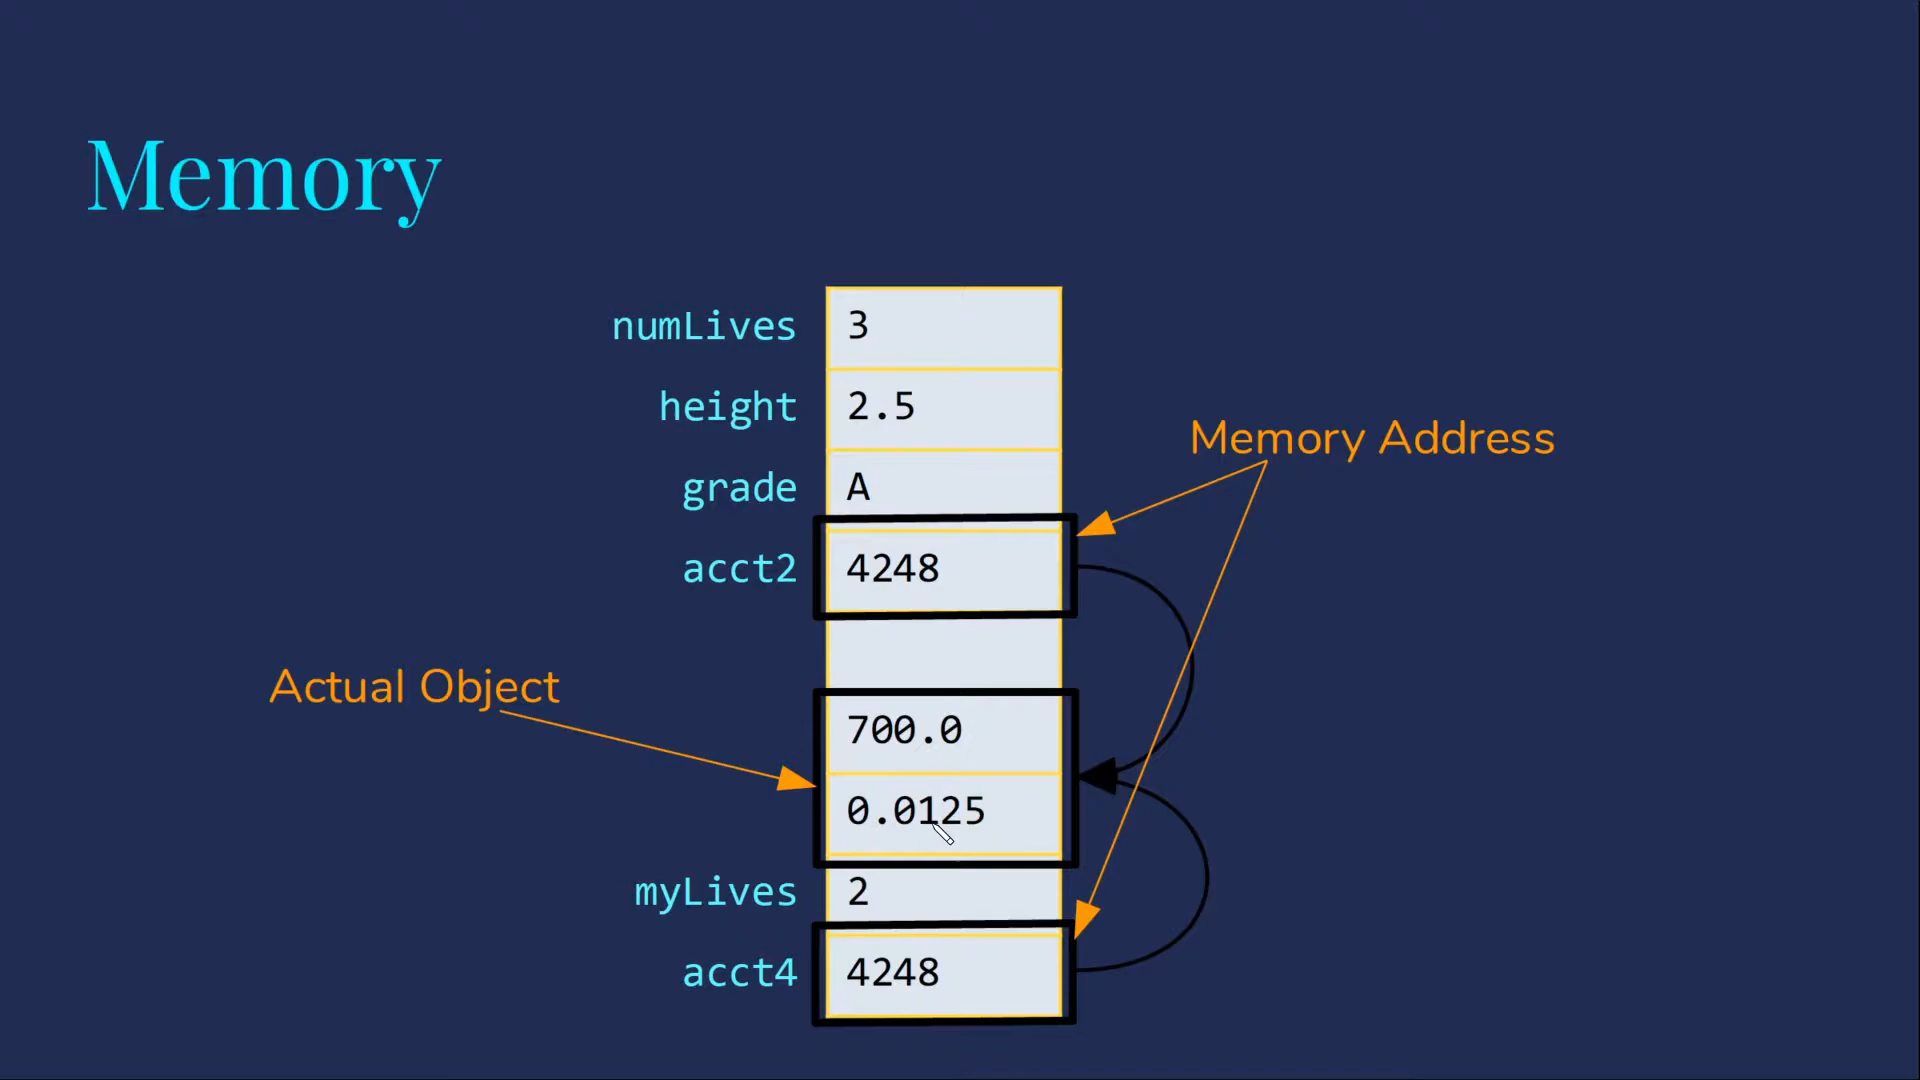 Memory
numLives 3
height 2.5
Memory Address
grade A
acct2 4248
Actual Object
700.0
0.0125
myLives 2
acct4 4248